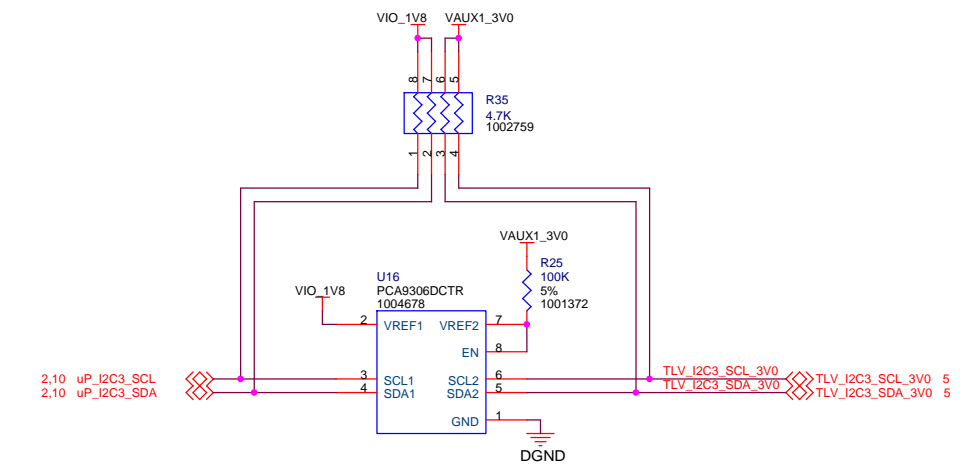 VIO_1V8 VAUX1_3V0
8 7 6 5
R35
4.7K
1002759
1 2 3 4
VAUX1_3V0
R25
100K
5%
1001372
U16
PCA9306DCTR
1004678
VIO_1V8
2 VREF1 VREF2 7
EN 8
2,10 uP_I2C3_SCL 3 SCL1 SCL2 6 TLV_I2C3_SCL_3V0 TLV_I2C3_SCL_3V0 5
2,10 uP_I2C3_SDA 4 SDA1 SDA2 5 TLV_I2C3_SDA_3V0 TLV_I2C3_SDA_3V0 5
GND 1
DGND